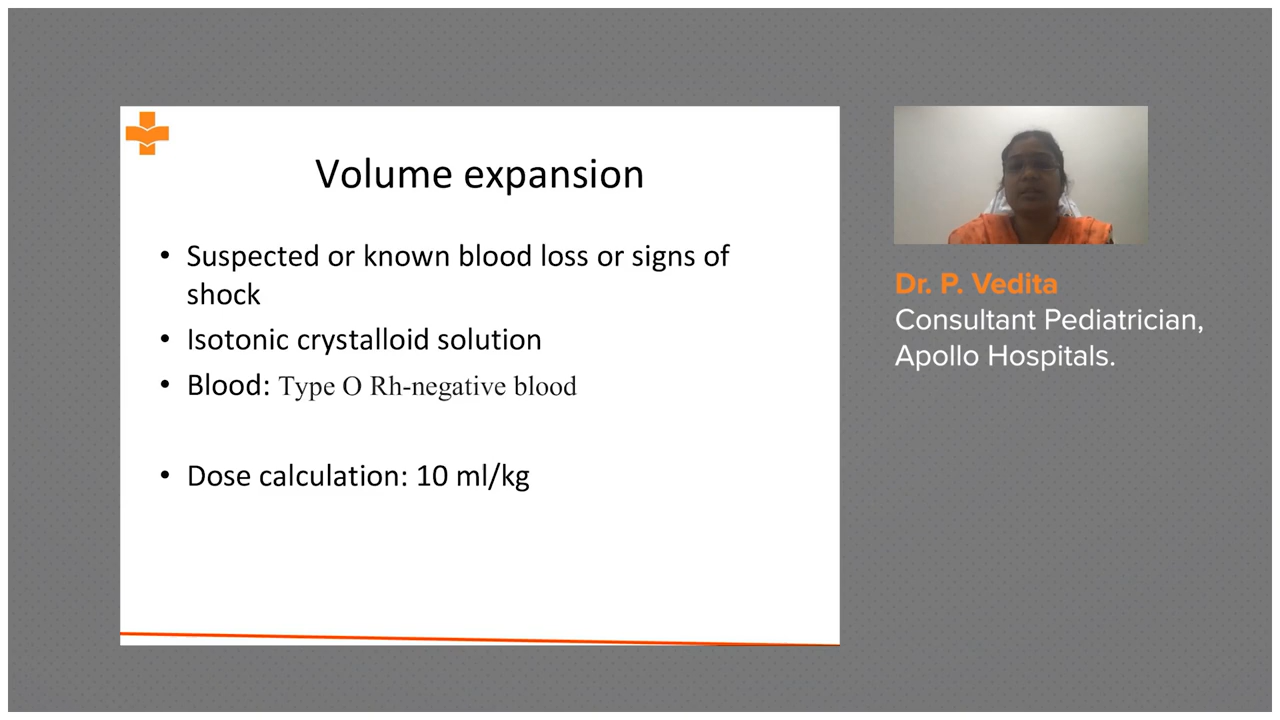 Volume expansion
• Suspected or known blood loss or signs of
shock
• Isotonic crystalloid solution
• Blood: Type O Rh-negative blood
• Dose calculation: 10 ml/kg
Dr. P. Vedita
Consultant Pediatrician,
Apollo Hospitals.